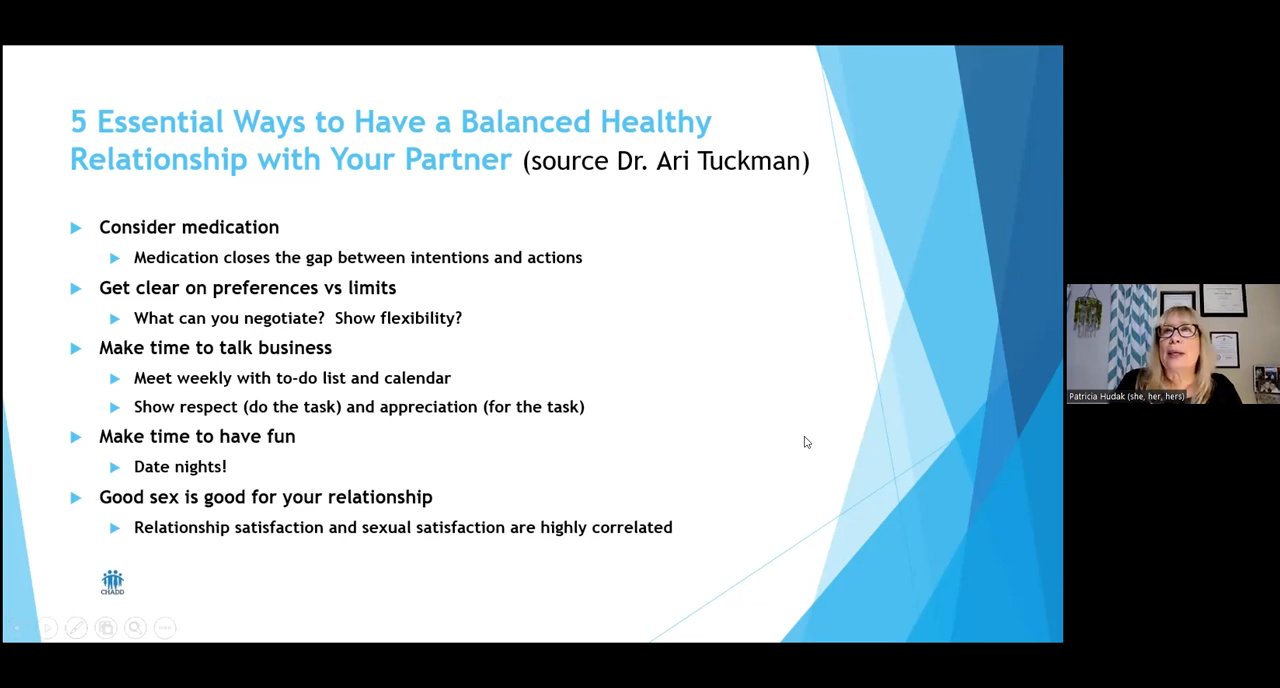 5 Essential Ways to Have a Balanced Healthy
Relationship with Your Partner (source Dr. Ari Tuckman)
Consider medication
Medication closes the gap between intentions and actions
Get clear on preferences vs limits
What can you negotiate? Show flexibility?
Make time to talk business
Meet weekly with to-do list and calendar
Show respect (do the task) and appreciation (for the task)
Make time to have fun
Date nights!
Good sex is good for your relationship
Relationship satisfaction and sexual satisfaction are highly correlated
CHADD
Patricia Hudak (she, her, hers)